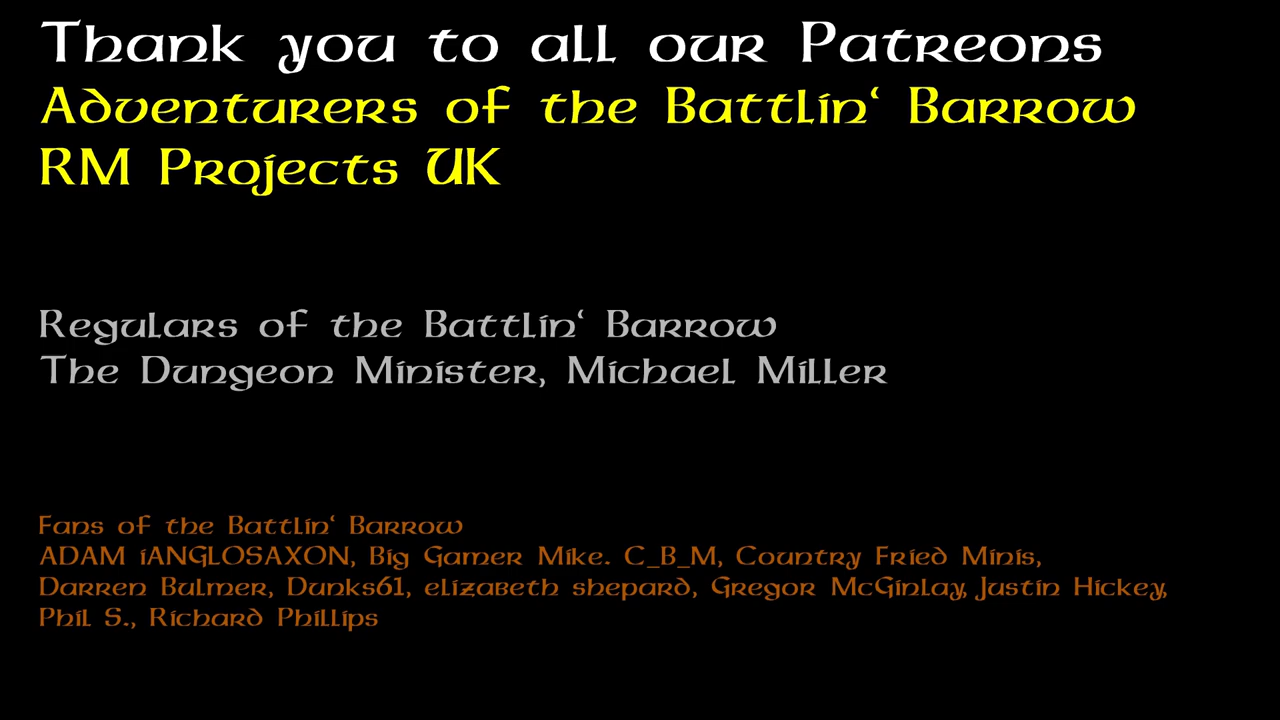 Thank you to all our Patreons
Adventurers of the Battlin‘ Barrow
RM Projects UK
Regulars of the Battlin‘ Barrow
The Dungeon Minister, Michael Miller
Fans of the Battlin‘ Barrow
ADAM iANGLOSAXON, Big Gamer Mike. C_B_M, Country Fried Minis,
Darren Bulmer, Dunks61, elizabeth shepard, Gregor McGinlay, Justin Hickey,
Phil S., Richard Phillips